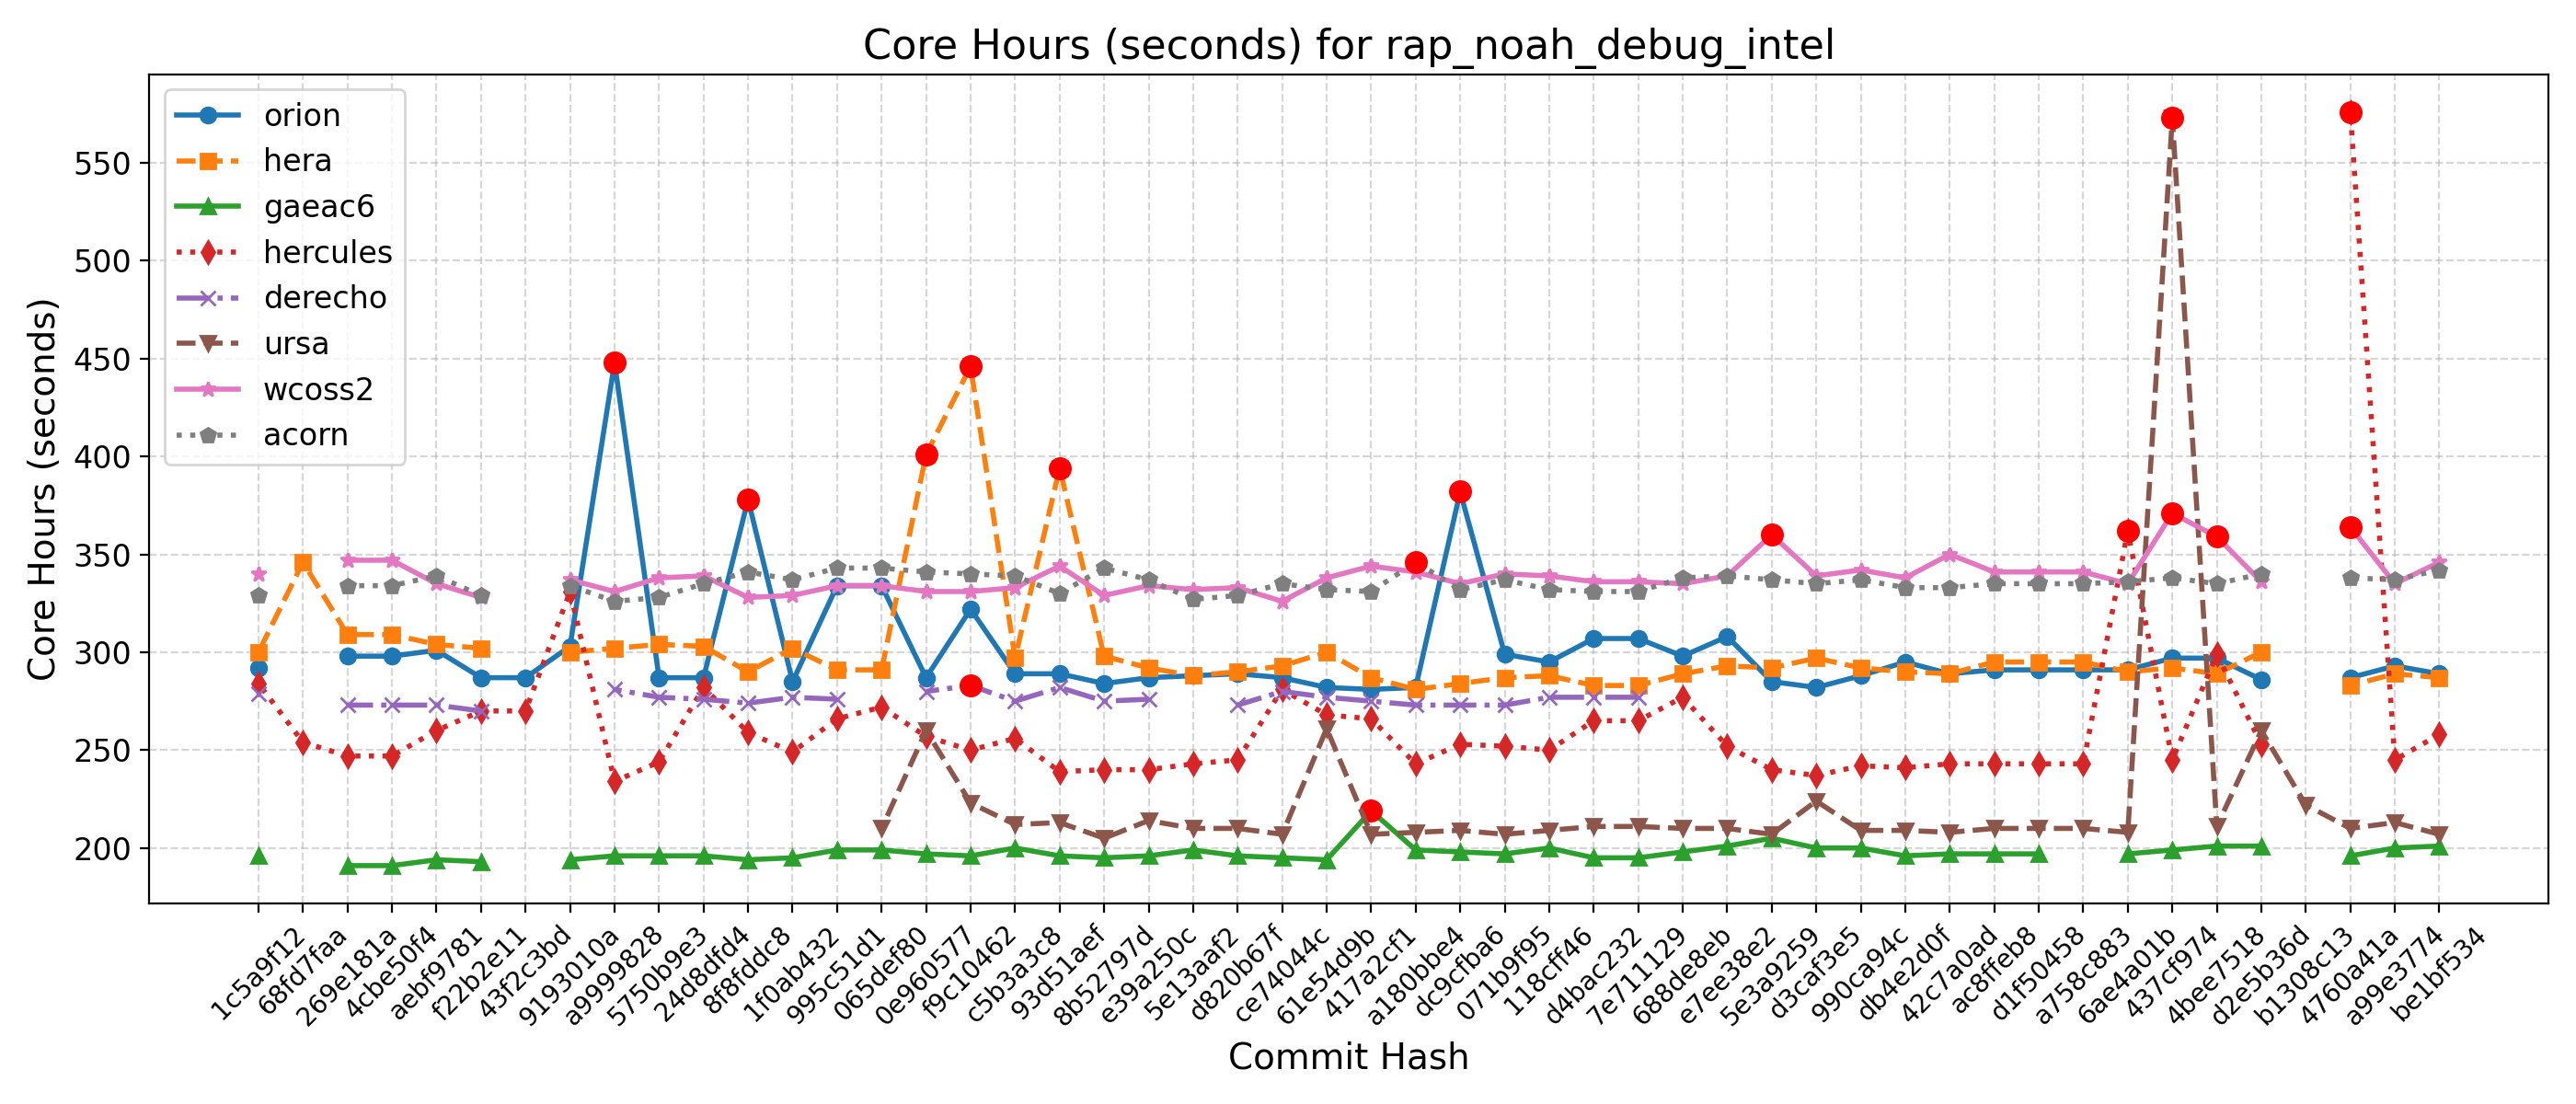 Core Hours (seconds) for rap_noah_debug_intel
Core Hours (seconds)
550
500
450
400
350
300
250
200
orion
hera
gaeac6
hercules
derecho
ursa
wcoss2
acorn
1c5a9f12
68fd7faa
269e181a
4cbe50f4
aebf9781
f22b2e11
43f2c3bd
9193010a
a9999828
5750b9e3
24d8dfd4
8f8fddc8
1f0ab432
995c51d1
065def80
0e960577
f9c10462
c5b3a3c8
93d51aef
8b52797d
e39a250c
5e13aaf2
d820b67f
ce74044c
61e54d9b
417a2cf1
a180bbe4
dc9cfba6
071b9f95
118cff46
d4bac232
7e711129
688de8eb
e7ee38e2
5e3a9259
d3caf3e5
990ca94c
db4e2d0f
42c7a0ad
ac8ffeb8
d1f50458
a758c883
6ae4a01b
437cf974
4bee7518
d2e5b36d
b1308c13
4760a41a
a99e3774
be1bf534
Commit Hash